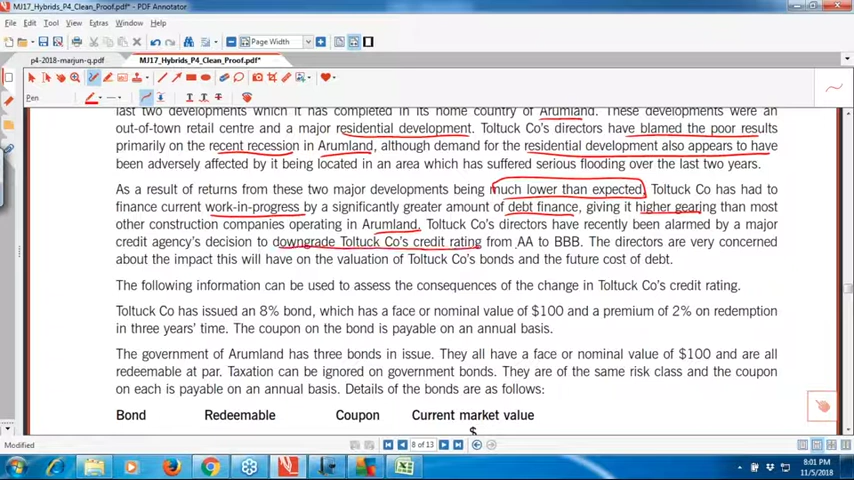 MJ17_Hybrids_P4_Clean_Proof.pdf* - PDF Annotator
File Edit Tool View Extras Window Help
Page Width
p4-2018-marjun-q.pdf
MJ17_Hybrids_P4_Clean_Proof.pdf*
Pen
last two developments which it has completed in its home country of Arumland. These developments were an
out-of-town retail centre and a major residential development. Toltuck Co's directors have blamed the poor results
primarily on the recent recession in Arumland, although demand for the residential development also appears to have
been adversely affected by it being located in an area which has suffered serious flooding over the last two years.
As a result of returns from these two major developments being much lower than expected, Toltuck Co has had to
finance current work-in-progress by a significantly greater amount of debt finance, giving it higher gearing than most
other construction companies operating in Arumland. Toltuck Co's directors have recently been alarmed by a major
credit agency's decision to downgrade Toltuck Co's credit rating from AA to BBB. The directors are very concerned
about the impact this will have on the valuation of Toltuck Co's bonds and the future cost of debt.
The following information can be used to assess the consequences of the change in Toltuck Co's credit rating.
Toltuck Co has issued an 8% bond, which has a face or nominal value of $100 and a premium of 2% on redemption
in three years' time. The coupon on the bond is payable on an annual basis.
The government of Arumland has three bonds in issue. They all have a face or nominal value of $100 and are all
redeemable at par. Taxation can be ignored on government bonds. They are of the same risk class and the coupon
on each is payable on an annual basis. Details of the bonds are as follows:
Bond Redeemable Coupon Current market value
$
8 of 13
Modified
8:01 PM
11/5/2018